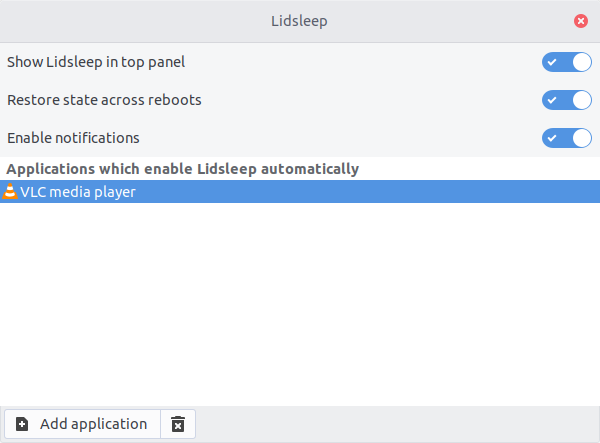 Lidsleep
Show Lidsleep in top panel
Restore state across reboots
Enable notifications
Applications which enable Lidsleep automatically
VLC media player
Add application